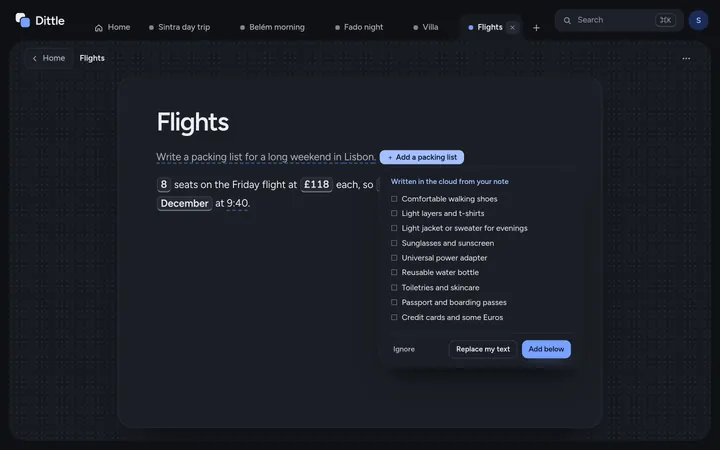 Dittle
Home
Sintra day trip
Belém morning
Fado night
Villa
Flights
×
+
Search
⌘K
S
Home
Flights
Flights
Write a packing list for a long weekend in Lisbon.
+ Add a packing list
8 seats on the Friday flight at £118 each, so
December at 9:40.
Written in the cloud from your note
Comfortable walking shoes
Light layers and t-shirts
Light jacket or sweater for evenings
Sunglasses and sunscreen
Universal power adapter
Reusable water bottle
Toiletries and skincare
Passport and boarding passes
Credit cards and some Euros
Ignore
Replace my text
Add below